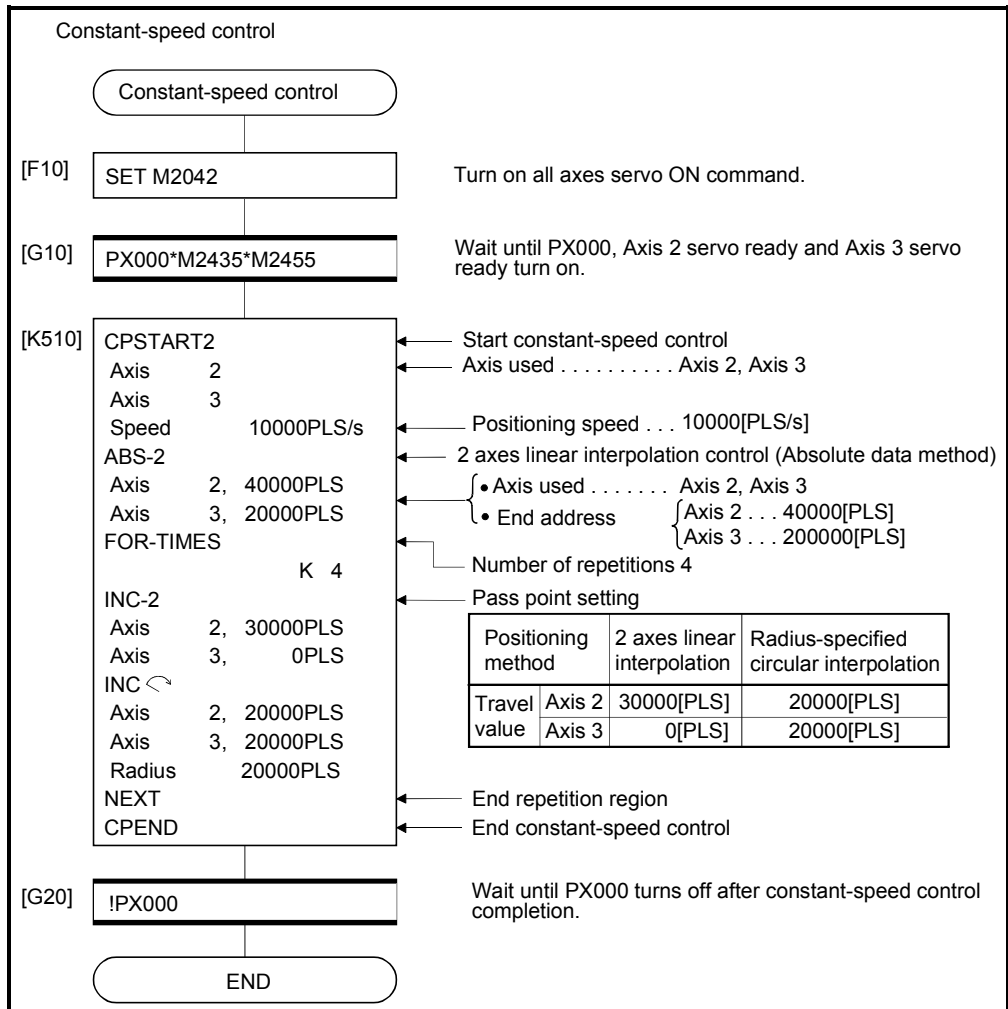 Constant-speed control
Constant-speed control
[F10]
SET M2042
Turn on all axes servo ON command.
[G10]
PX000*M2435*M2455
Wait until PX000, Axis 2 servo ready and Axis 3 servo
ready turn on.
[K510]
CPSTART2
Start constant-speed control
Axis 2
Axis used . . . . . . . . . . Axis 2, Axis 3
Axis 3
Speed 10000PLS/s
Positioning speed . . . 10000[PLS/s]
ABS-2
2 axes linear interpolation control (Absolute data method)
Axis 2, 40000PLS
• Axis used . . . . . . . Axis 2, Axis 3
Axis 3, 20000PLS
• End address
Axis 2 . . . 40000[PLS]
Axis 3 . . . 200000[PLS]
FOR-TIMES
K 4
Number of repetitions 4
INC-2
Pass point setting
Axis 2, 30000PLS
Axis 3, 0PLS
INC
Axis 2, 20000PLS
Axis 3, 20000PLS
Radius 20000PLS
Positioning method 2 axes linear interpolation Radius-specified circular interpolation
Travel value Axis 2 30000[PLS] 20000[PLS]
Axis 3 0[PLS] 20000[PLS]
NEXT
End repetition region
CPEND
End constant-speed control
[G20]
!PX000
Wait until PX000 turns off after constant-speed control
completion.
END